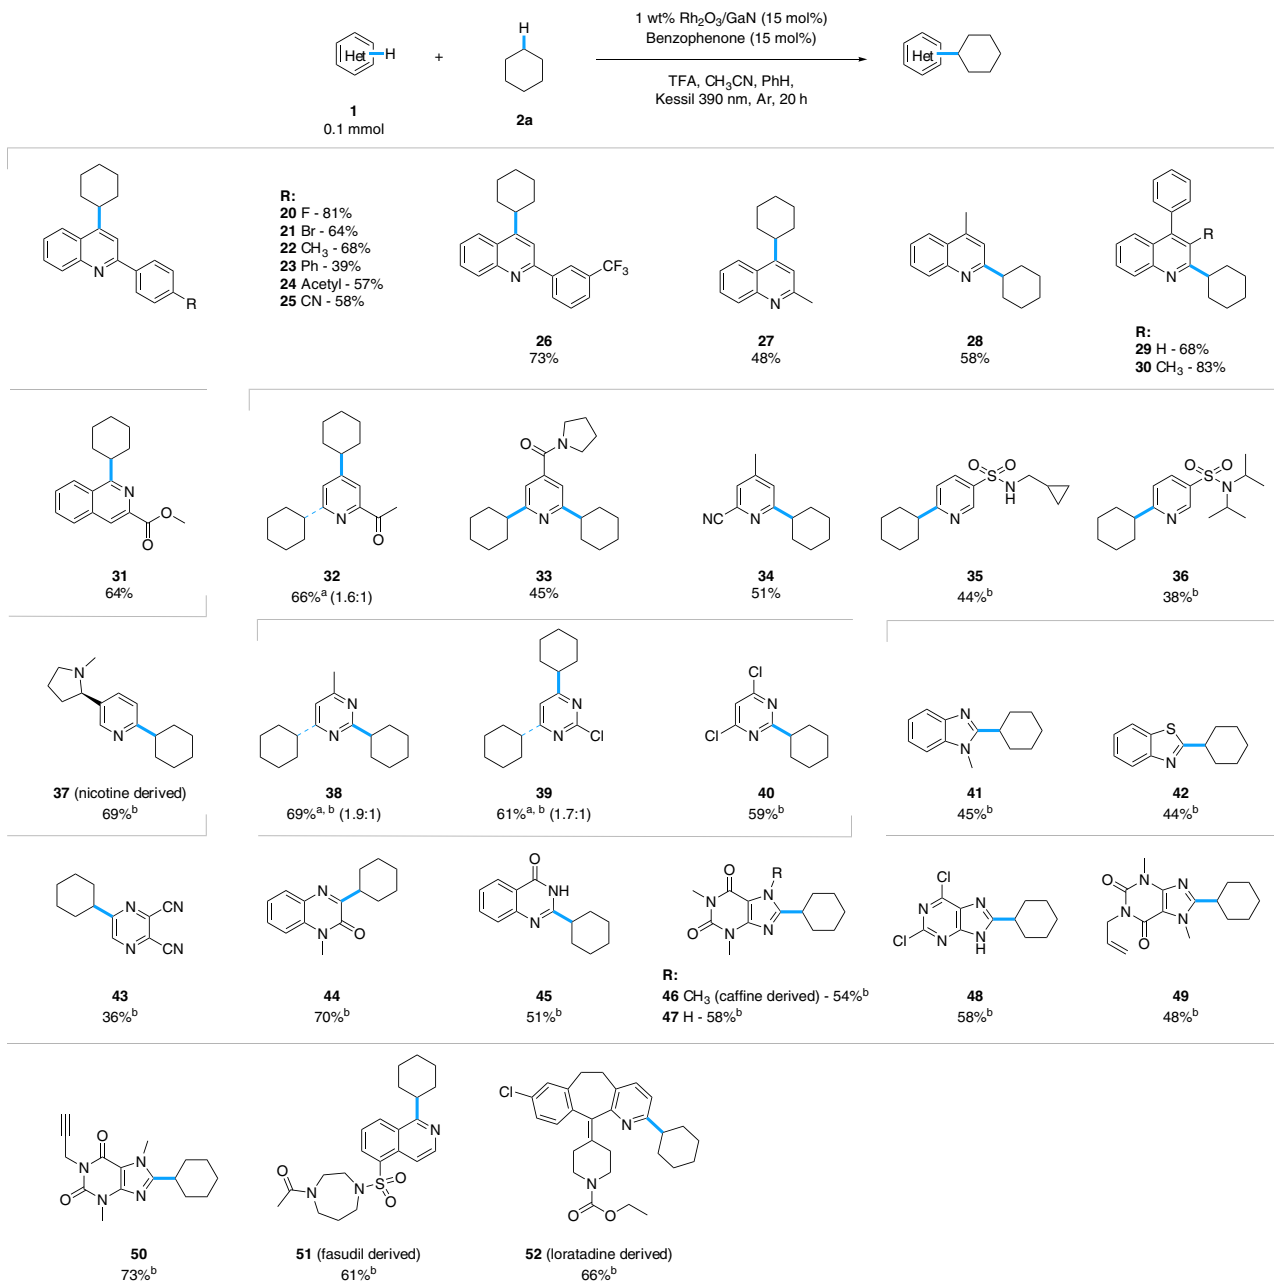 H
1 wt% Rh2O3/GaN (15 mol%)
Benzophenone (15 mol%)
Het H + Het
TFA, CH3CN, PhH,
Kessil 390 nm, Ar, 20 h
1
0.1 mmol
2a
N
R
R:
20 F - 81%
21 Br - 64%
22 CH3 - 68%
23 Ph - 39%
24 Acetyl - 57%
25 CN - 58%
N
CF3
26
73%
N
27
48%
N
28
58%
R
N
R:
29 H - 68%
30 CH3 - 83%
N
O
O
31
64%
N
O
32
66%a (1.6:1)
O
N
N
33
45%
NC
N
34
51%
O O
S
N
H
N
35
44%b
O O
S
N
N
36
38%b
N
N
37 (nicotine derived)
69%b
N
N
38
69%a, b (1.9:1)
N
N
Cl
39
61%a, b (1.7:1)
Cl
N
Cl
N
40
59%b
N
N
41
45%b
S
N
42
44%b
N
CN
N
CN
43
36%b
N
N
O
44
70%b
O
NH
N
45
51%b
O
R
N
N
O
N
N
R:
46 CH3 (caffine derived) - 54%b
47 H - 58%b
Cl
N
N
Cl
N
N
H
48
58%b
O
N
N
N
N
O
49
48%b
O
N
N
O
N
N
50
73%b
N
O
N
N
S
O
O
51 (fasudil derived)
61%b
Cl
N
N
O
O
52 (loratadine derived)
66%b